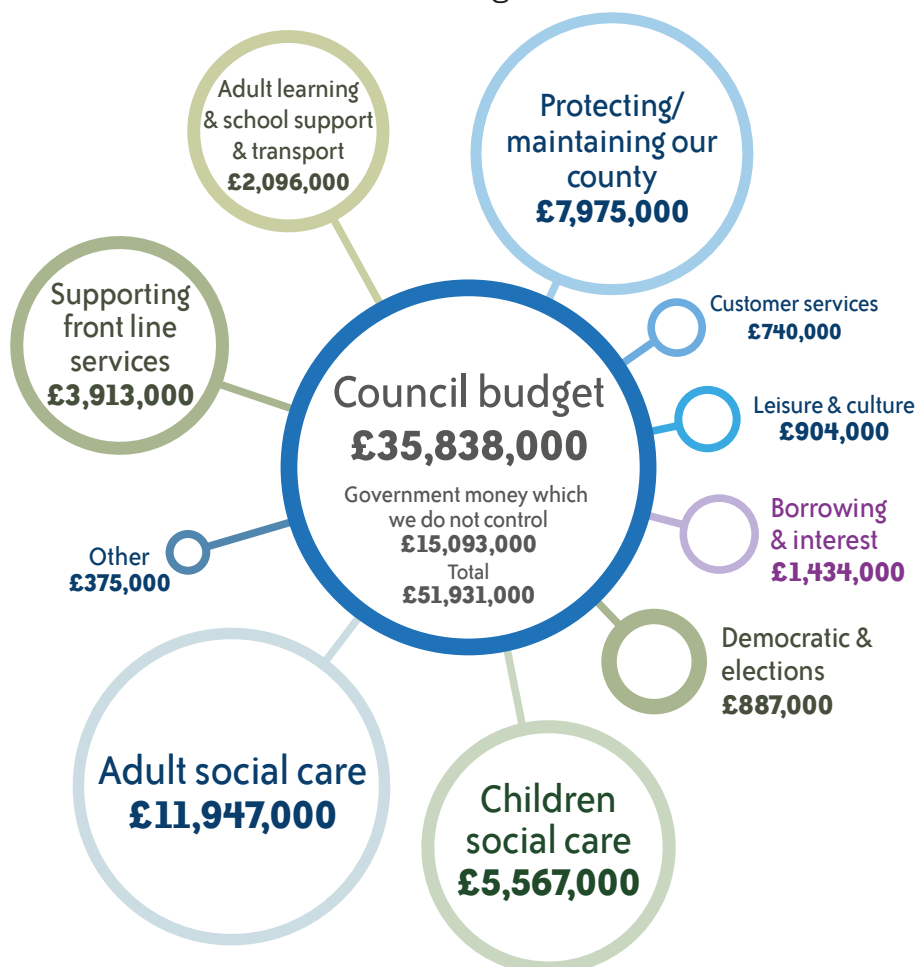 Adult learning
& school support
& transport
£2,096,000
Protecting/
maintaining our
county
£7,975,000
Supporting
front line
services
£3,913,000
Customer services
£740,000
Leisure & culture
£904,000
Council budget
£35,838,000
Government money which
we do not control
£15,093,000
Total
£51,931,000
Borrowing
& interest
£1,434,000
Other
£375,000
Democratic &
elections
£887,000
Adult social care
£11,947,000
Children
social care
£5,567,000